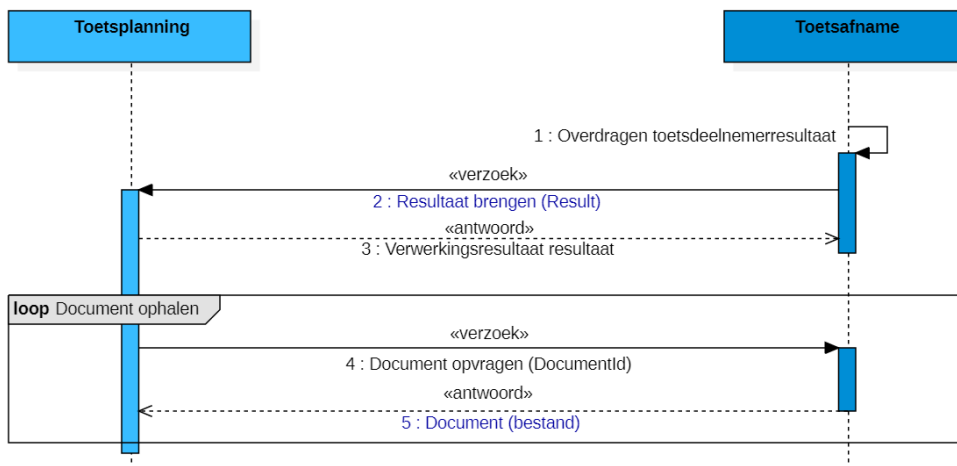 Toetsplanning
Toetsafname
1 : Overdragen toetsdeelnemerresultaat
«verzoek»
2 : Resultaat brengen (Result)
«antwoord»
3 : Verwerkingsresultaat resultaat
loop Document ophalen
«verzoek»
4 : Document opvragen (DocumentId)
«antwoord»
5 : Document (bestand)